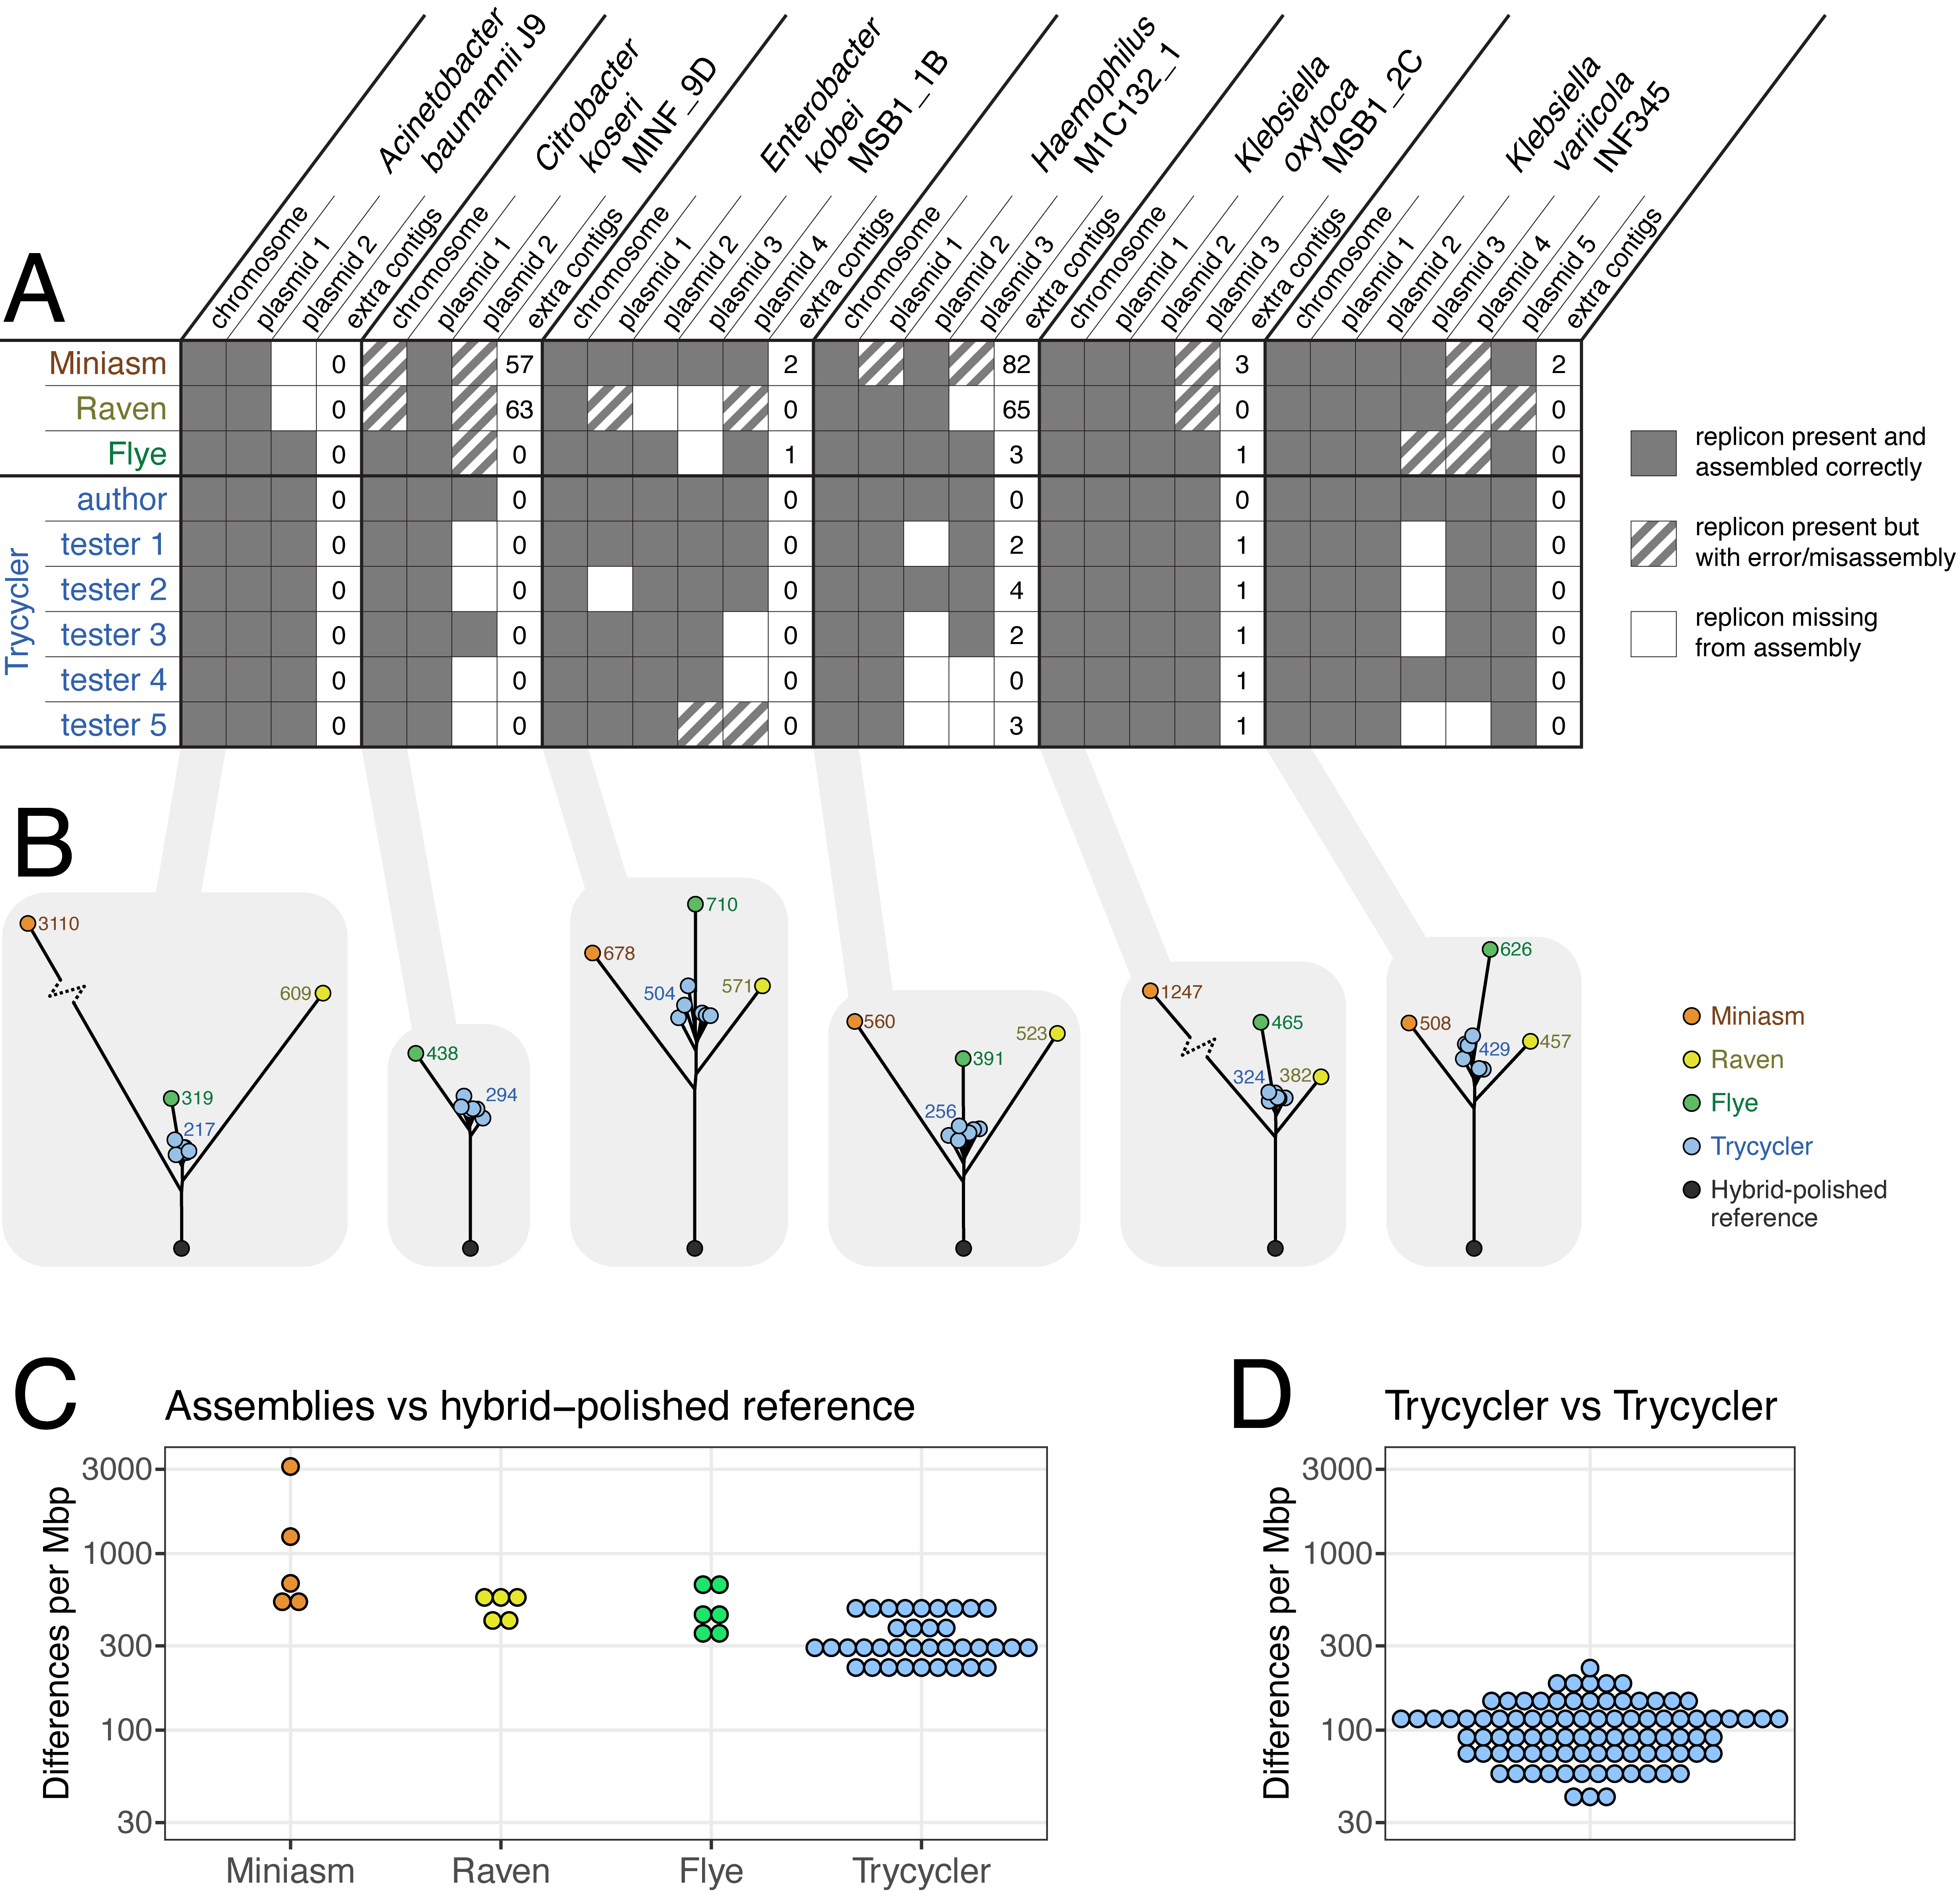 Acinetobacter
baumannii J9
Citrobacter
koseri
MINF_9D
Enterobacter
kobei
MSB1_1B
Haemophilus
M1C132_1
Klebsiella
oxytoca
MSB1_2C
Klebsiella
variicola
INF345
chromosome
plasmid 1
plasmid 2
extra contigs
chromosome
plasmid 1
plasmid 2
extra contigs
chromosome
plasmid 1
plasmid 2
plasmid 3
plasmid 4
extra contigs
chromosome
plasmid 1
plasmid 2
plasmid 3
extra contigs
chromosome
plasmid 1
plasmid 2
plasmid 3
extra contigs
chromosome
plasmid 1
plasmid 2
plasmid 3
plasmid 4
plasmid 5
extra contigs
A
Miniasm 0 57 2 82 3 2
Raven 0 63 0 65 0 0
Flye 0 0 1 3 1 0
Trycycler
author 0 0 0 0 0 0
tester 1 0 0 0 2 1 0
tester 2 0 0 0 4 1 0
tester 3 0 0 0 2 1 0
tester 4 0 0 0 0 1 0
tester 5 0 0 0 3 1 0
replicon present and
assembled correctly
replicon present but
with error/misassembly
replicon missing
from assembly
B
3110
609
319
217
438
294
710
678
504
571
560
523
391
256
1247
465
324
382
626
508
429
457
Miniasm
Raven
Flye
Trycycler
Hybrid-polished
reference
C
Assemblies vs hybrid–polished reference
Differences per Mbp
3000
1000
300
100
30
Miniasm Raven Flye Trycycler
D
Trycycler vs Trycycler
Differences per Mbp
3000
1000
300
100
30